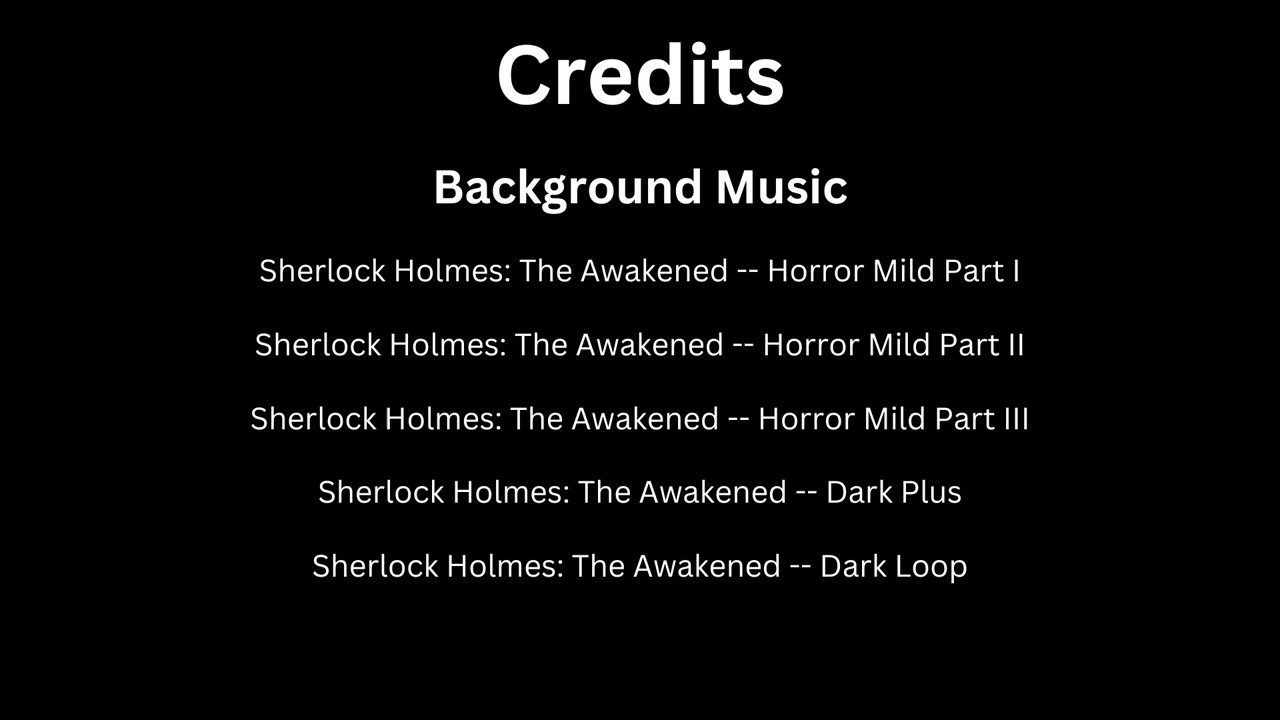 Credits
Background Music
Sherlock Holmes: The Awakened -- Horror Mild Part I
Sherlock Holmes: The Awakened -- Horror Mild Part II
Sherlock Holmes: The Awakened -- Horror Mild Part III
Sherlock Holmes: The Awakened -- Dark Plus
Sherlock Holmes: The Awakened -- Dark Loop